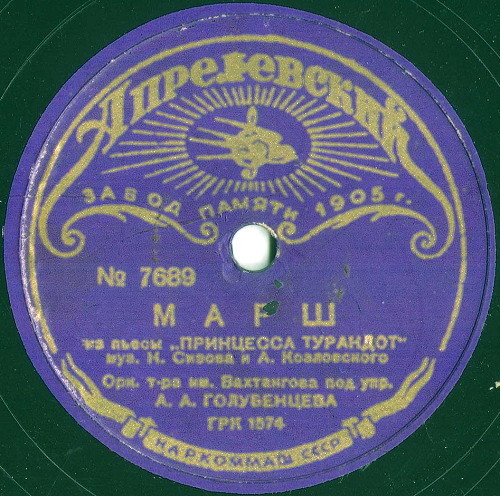 Апрелевский
ЗАВОД ПАМЯТИ 1905 г.
№ 7689
МАРШ
из пьесы „ПРИНЦЕССА ТУРАНДОТ"
муз. Н. Сизова и А. Козловского
Орк. т-ра им. Вахтангова под упр.
А. А. ГОЛУБЕНЦЕВА
ГРК 1574
НАРКОММАШ СССР